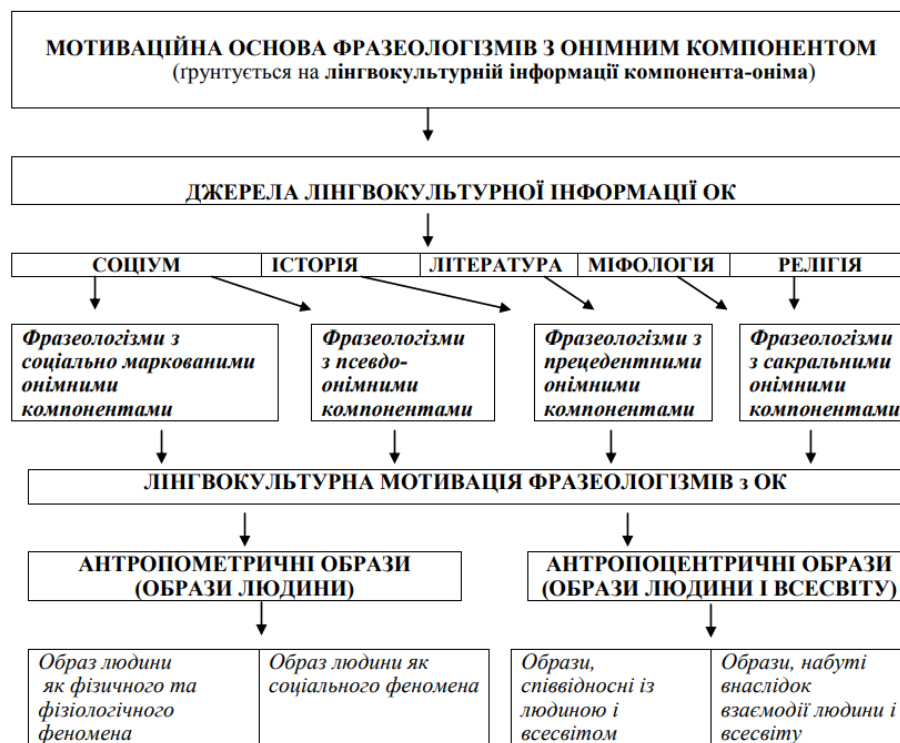 МОТИВАЦІЙНА ОСНОВА ФРАЗЕОЛОГІЗМІВ З ОНІМНИМ КОМПОНЕНТОМ
(ґрунтується на лінгвокультурній інформації компонента-оніма)
ДЖЕРЕЛА ЛІНГВОКУЛЬТУРНОЇ ІНФОРМАЦІЇ ОК
СОЦІУМ ІСТОРІЯ ЛІТЕРАТУРА МІФОЛОГІЯ РЕЛІГІЯ
Фразеологізми з
соціально маркованими
онімними
компонентами
Фразеологізми
з псевдо-
онімними
компонентами
Фразеологізми з
прецедентними
онімними
компонентами
Фразеологізми
з сакральними
онімними
компонентами
ЛІНГВОКУЛЬТУРНА МОТИВАЦІЯ ФРАЗЕОЛОГІЗМІВ з ОК
АНТРОПОМЕТРИЧНІ ОБРАЗИ
(ОБРАЗИ ЛЮДИНИ)
АНТРОПОЦЕНТРИЧНІ ОБРАЗИ
(ОБРАЗИ ЛЮДИНИ І ВСЕСВІТУ)
Образ людини
як фізичного та
фізіологічного
феномена
Образ людини як
соціального феномена
Образи,
співвідносні із
людиною і
всесвітом
Образи, набуті
внаслідок
взаємодії людини і
всесвіту